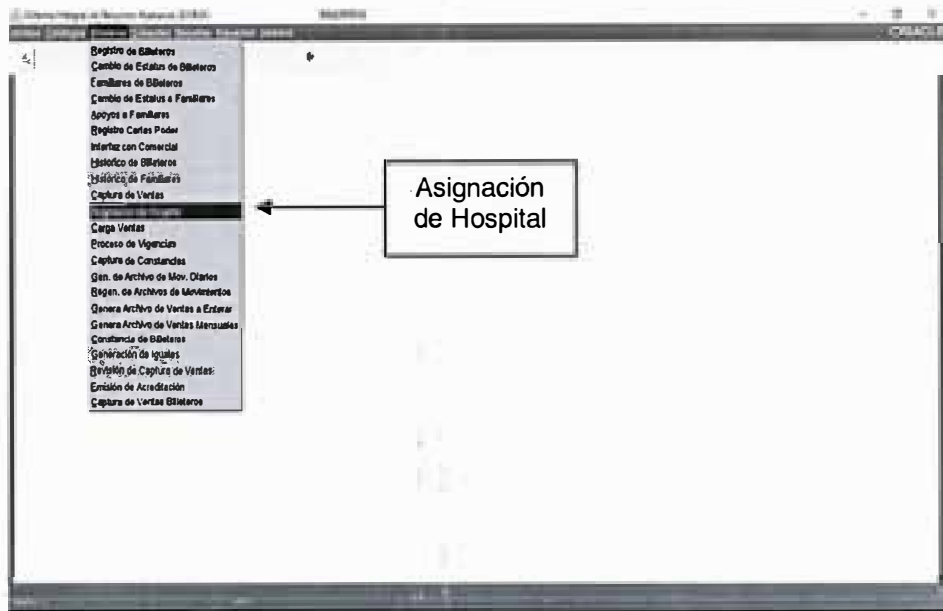 ORACLE
Registro de Billeteros
Cambio de Estatus de Billeteros
Familiares de Billeteros
Cambio de Estatus a Familiares
Apoyos a Familiares
Registro Cartas Poder
Interfaz con Comercial
Histórico de Billeteros
Histórico de Familiares
Captura de Ventas
Asignación de Hospital
Carga Ventas
Proceso de Vigencias
Captura de Constancias
Gen. de Archivo de Mov. Diarios
Regen. de Archivos de Movimientos
Genera Archivo de Ventas a Enterar
Genera Archivo de Ventas Mensuales
Constancia de Billeteros
Generación de Iguales
Revisión de Captura de Ventas
Emisión de Acreditación
Captura de Ventas Billeteros
Asignación
de Hospital